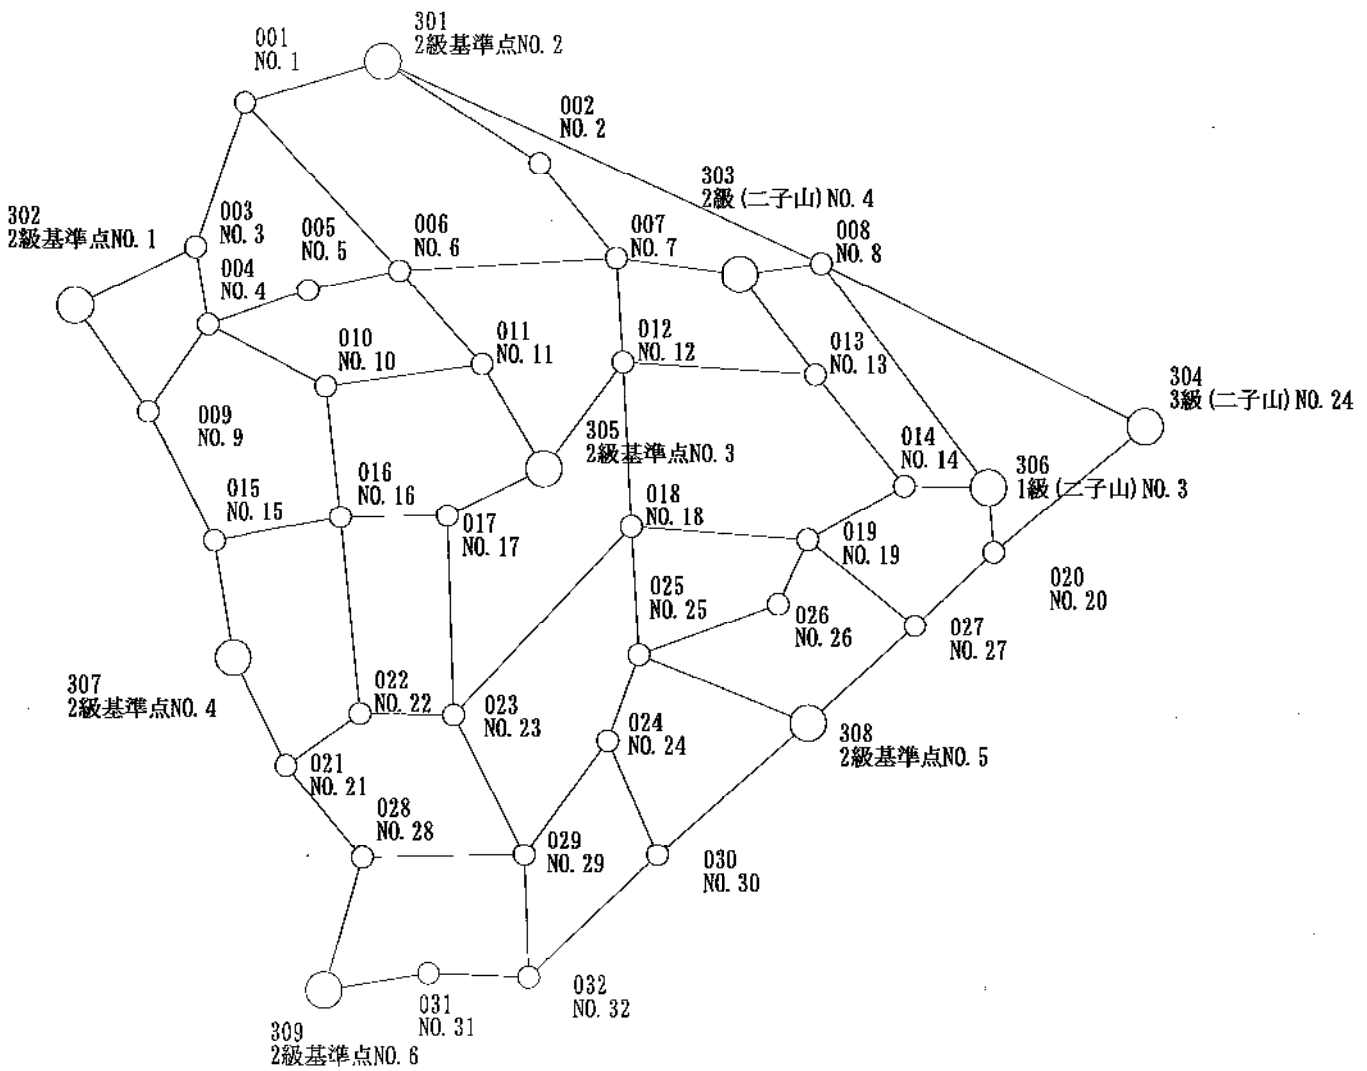 301
2級基準点NO. 2
001
NO. 1
002
NO. 2
303
2級(二子山)NO. 4
302
2級基準点NO. 1
003
NO. 3
005
NO. 5
006
NO. 6
007
NO. 7
008
NO. 8
004
NO. 4
010
NO. 10
011
NO. 11
012
NO. 12
013
NO. 13
304
3級(二子山)NO. 24
009
NO. 9
305
2級基準点NO. 3
014
NO. 14
306
1級(二子山)NO. 3
015
NO. 15
016
NO. 16
017
NO. 17
018
NO. 18
019
NO. 19
020
NO. 20
025
NO. 25
026
NO. 26
027
NO. 27
307
2級基準点NO. 4
022
NO. 22
023
NO. 23
024
NO. 24
308
2級基準点NO. 5
021
NO. 21
028
NO. 28
029
NO. 29
030
NO. 30
031
NO. 31
032
NO. 32
309
2級基準点NO. 6